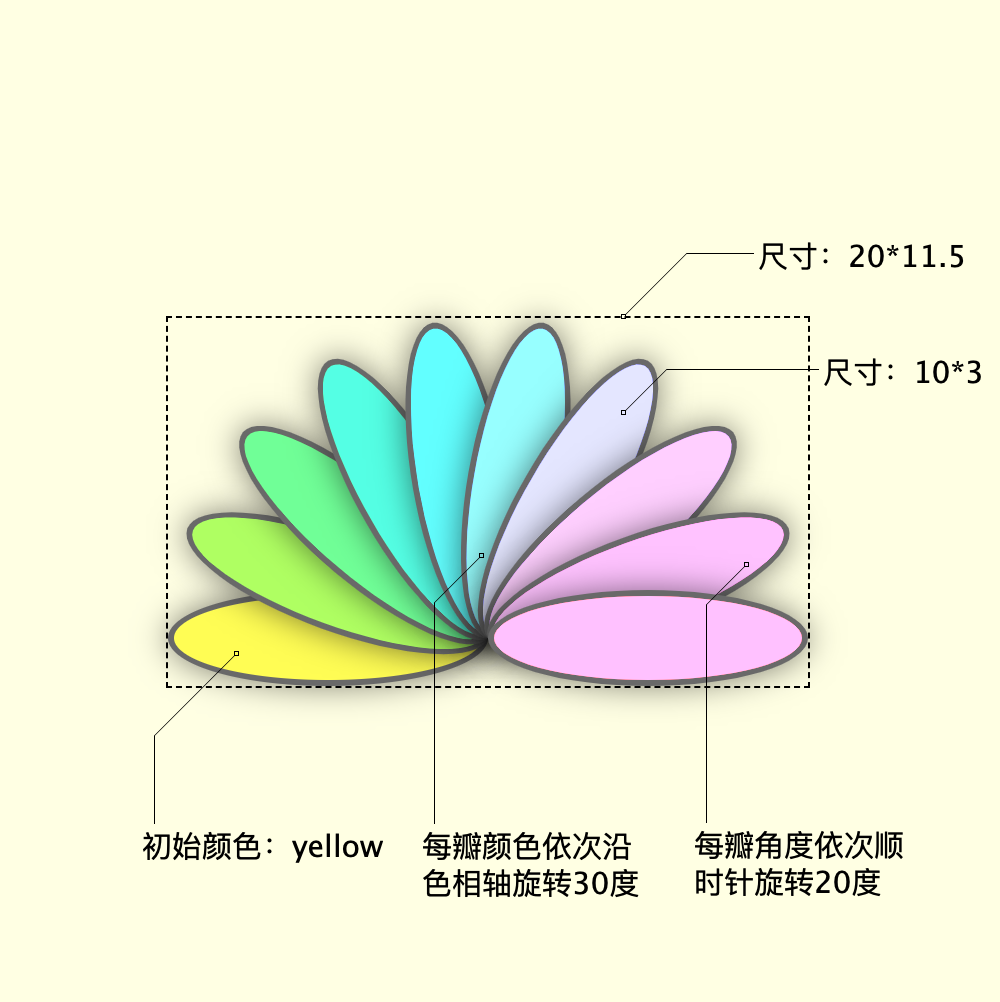 尺寸：20*11.5
尺寸：10*3
初始颜色：yellow
每瓣颜色依次沿
色相轴旋转30度
每瓣角度依次顺
时针旋转20度